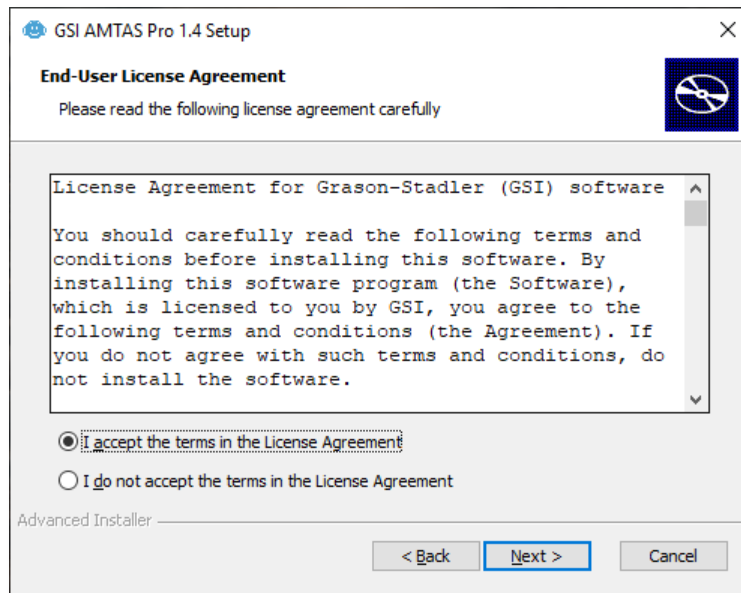 GSI AMTAS Pro 1.4 Setup
End-User License Agreement
Please read the following license agreement carefully
License Agreement for Grason-Stadler (GSI) software
You should carefully read the following terms and
conditions before installing this software. By
installing this software program (the Software),
which is licensed to you by GSI, you agree to the
following terms and conditions (the Agreement). If
you do not agree with such terms and conditions, do
not install the software.
I accept the terms in the License Agreement
I do not accept the terms in the License Agreement
Advanced Installer
< Back
Next >
Cancel